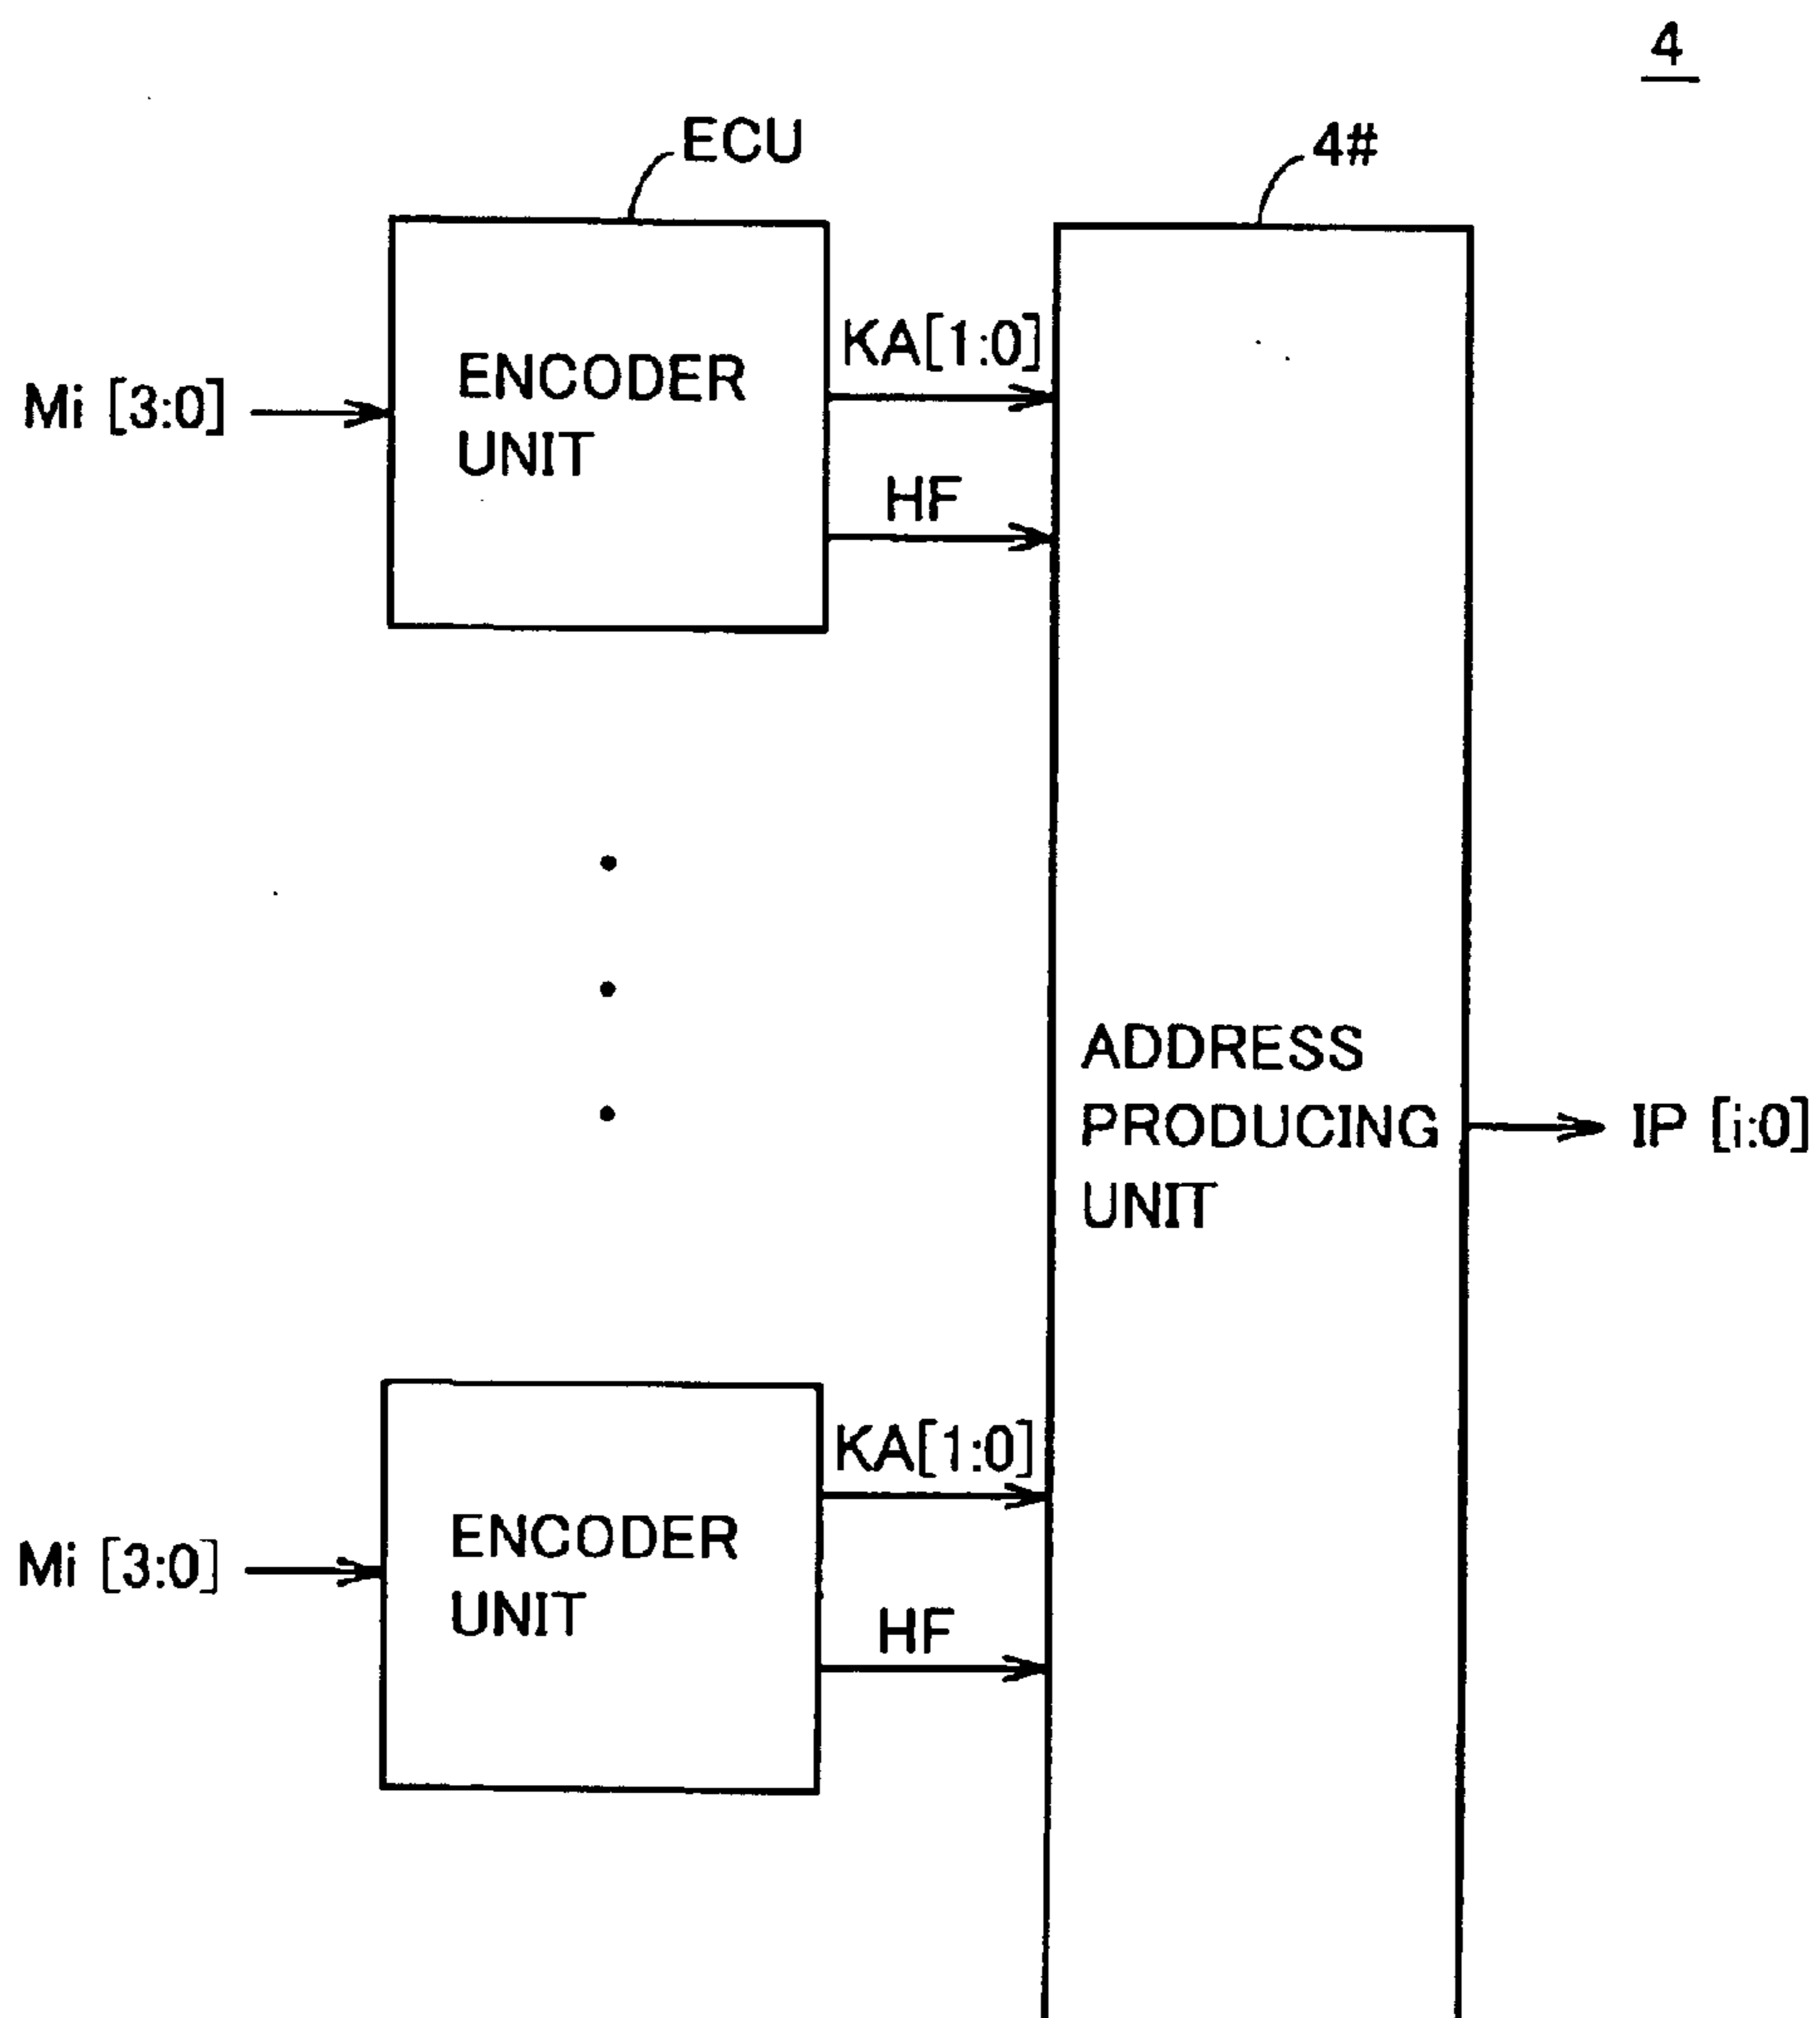 4
ECU
4#
ENCODER
UNIT
KA[1:0]
HF
Mi [3:0]
ADDRESS
PRODUCING
UNIT
IP [i:0]
ENCODER
UNIT
KA[1:0]
HF
Mi [3:0]